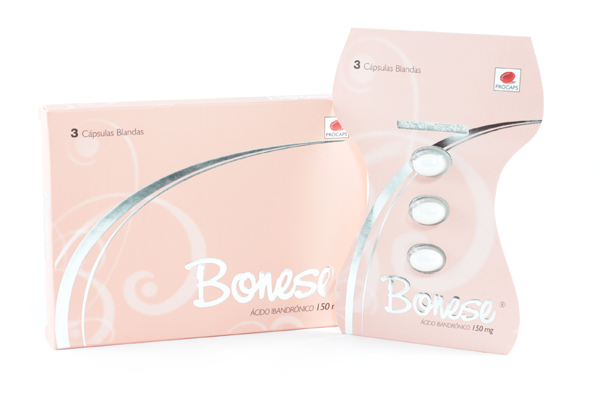 3 Cápsulas Blandas
PROCAPS
Bonese
ÁCIDO IBANDRÓNICO 150 m
3 Cápsulas Blandas
PROCAPS
Bonese®
ÁCIDO IBANDRÓNICO 150 mg